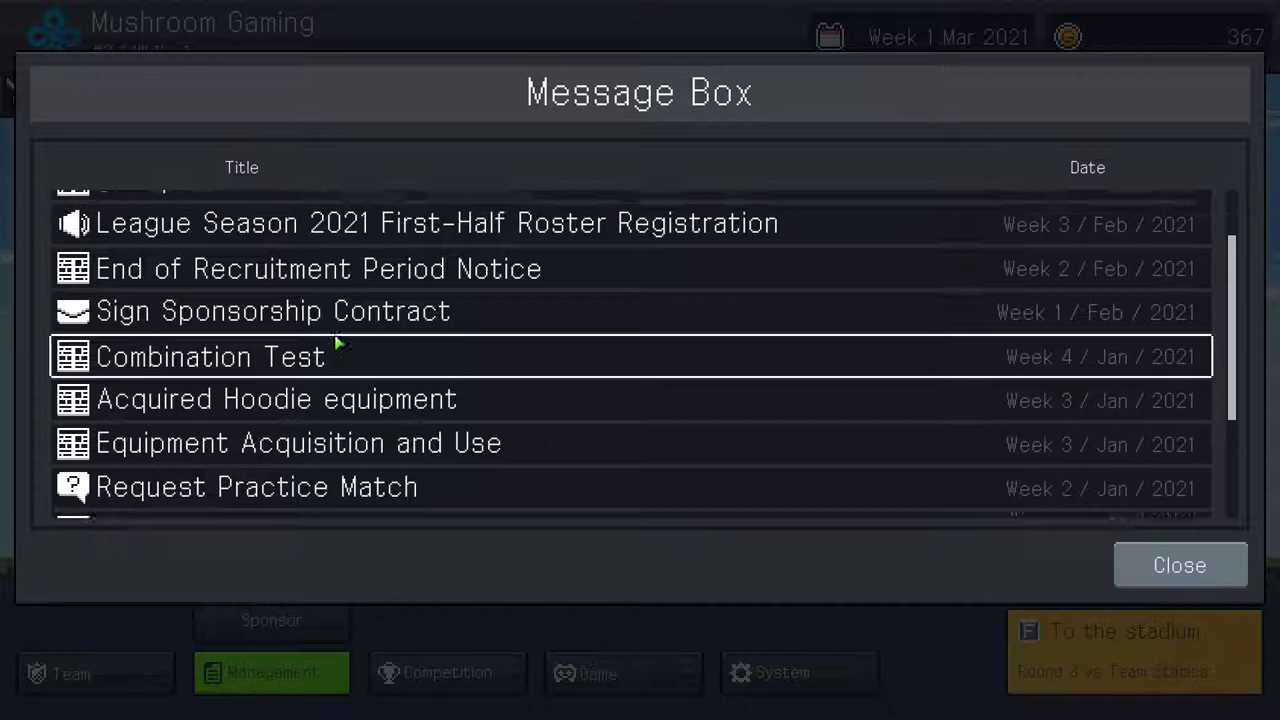 Mushroom Gaming
Week 1.Mar 2021
367
Message Box
Title
Date
League Season 2021 First-Half Roster Registration
Week 3 / Feb / 2021
End of Recruitment Period Notice
Week 2 / Feb / 2021
Sign Sponsorship Contract
Week 1 / Feb / 2021
Combination Test
Week 4 / Jan / 2021
Acquired Hoodie equipment
Week 3 / Jan / 2021
Equipment Acquisition and Use
Week 3 / Jan / 2021
Request Practice Match
Week 2 / Jan / 2021
Close
Sponsor
F To the stadium
Team
Management
Competition
Game
System
Round 3 vs Team